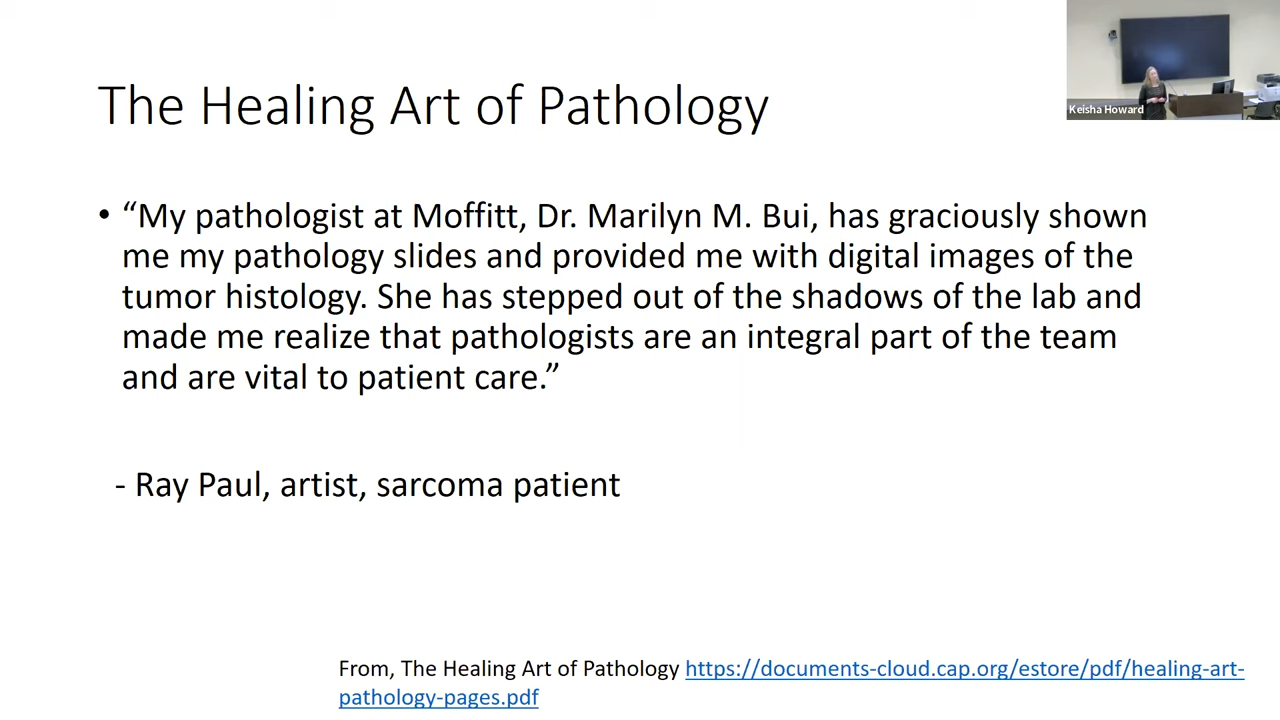 The Healing Art of Pathology
Keisha Howard
• “My pathologist at Moffitt, Dr. Marilyn M. Bui, has graciously shown
me my pathology slides and provided me with digital images of the
tumor histology. She has stepped out of the shadows of the lab and
made me realize that pathologists are an integral part of the team
and are vital to patient care.”
- Ray Paul, artist, sarcoma patient
From, The Healing Art of Pathology https://documents-cloud.cap.org/estore/pdf/healing-art-
pathology-pages.pdf